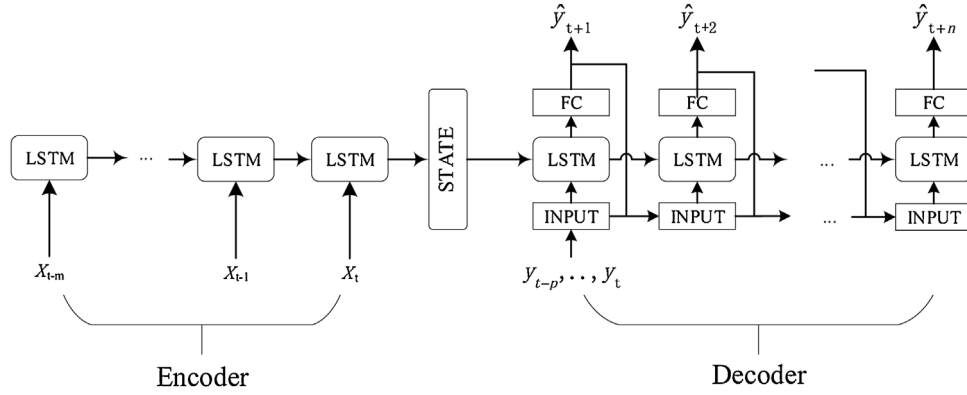 ŷt+1 ŷt+2 ŷt+n
FC FC FC
LSTM ... LSTM LSTM STATE LSTM LSTM ... LSTM
INPUT INPUT ... INPUT
Xt-m Xt-1 Xt yt-p,..,yt
Encoder Decoder